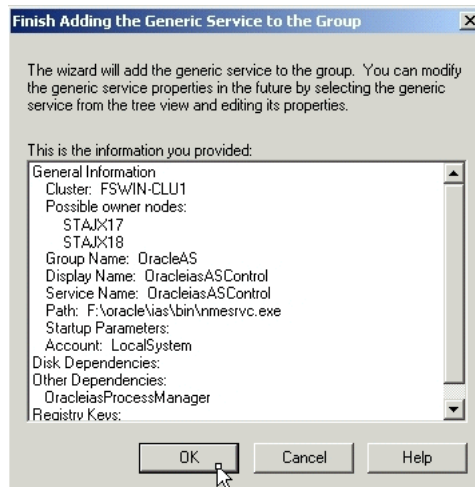 Finish Adding the Generic Service to the Group
The wizard will add the generic service to the group. You can modify
the generic service properties in the future by selecting the generic
service from the tree view and editing its properties.
This is the information you provided:
General Information
Cluster: FSWIN-CLU1
Possible owner nodes:
STAJX17
STAJX18
Group Name: OracleAS
Display Name: OracleiasASControl
Service Name: OracleiasASControl
Path: F:\oracle\ias\bin\nmesrvc.exe
Startup Parameters:
Account: LocalSystem
Disk Dependencies:
Other Dependencies:
OracleiasProcessManager
Registry Keys:
OK Cancel Help